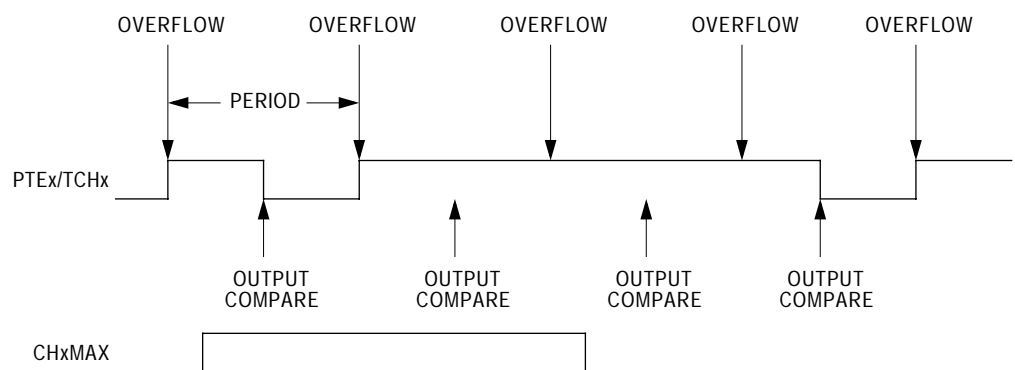 OVERFLOW OVERFLOW OVERFLOW OVERFLOW OVERFLOW
PERIOD
PTEx/TCHx
OUTPUT COMPARE
OUTPUT COMPARE
OUTPUT COMPARE
OUTPUT COMPARE
CHxMAX